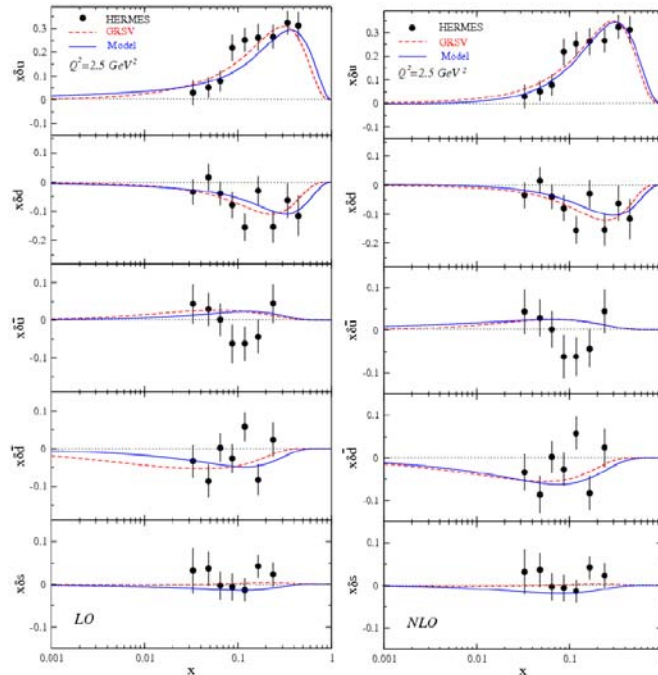 HERMES
GRSV
Model
Q²=2.5 GeV²
xδu
0.3
0.2
0.1
0
-0.1
xδd
0.1
0
-0.1
-0.2
xδū
0.1
0
-0.1
xδd̄
0.1
0
-0.1
xδs
0.1
0
-0.1
LO
0.001 0.01 0.1 1
x
HERMES
GRSV
Model
Q²=2.5 GeV²
xδu
0.3
0.2
0.1
0
-0.1
xδd
0.1
0
-0.1
-0.2
xδū
0.1
0
-0.1
xδd̄
0.1
0
-0.1
xδs
0.1
0
-0.1
NLO
0.001 0.01 0.1 1
x